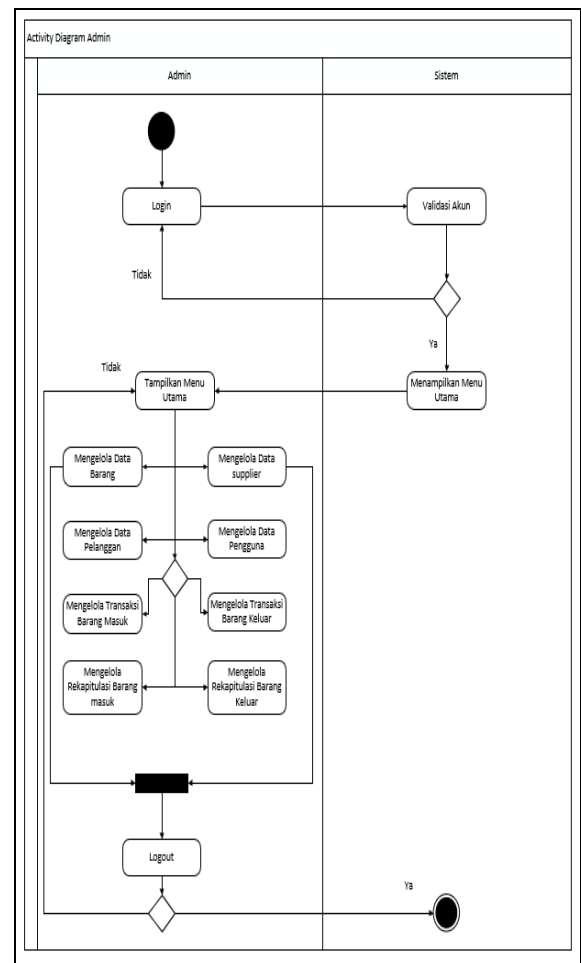 Activity Diagram Admin
Admin
Sistem
Login
Validasi Akun
Tidak
Ya
Tidak
Tampilkan Menu
Utama
Menampilkan Menu
Utama
Mengelola Data
Barang
Mengelola Data
supplier
Mengelola Data
Pelanggan
Mengelola Data
Pengguna
Mengelola Transaksi
Barang Masuk
Mengelola Transaksi
Barang Keluar
Mengelola
Rekapitulasi Barang
masuk
Mengelola
Rekapitulasi Barang
Keluar
Logout
Ya